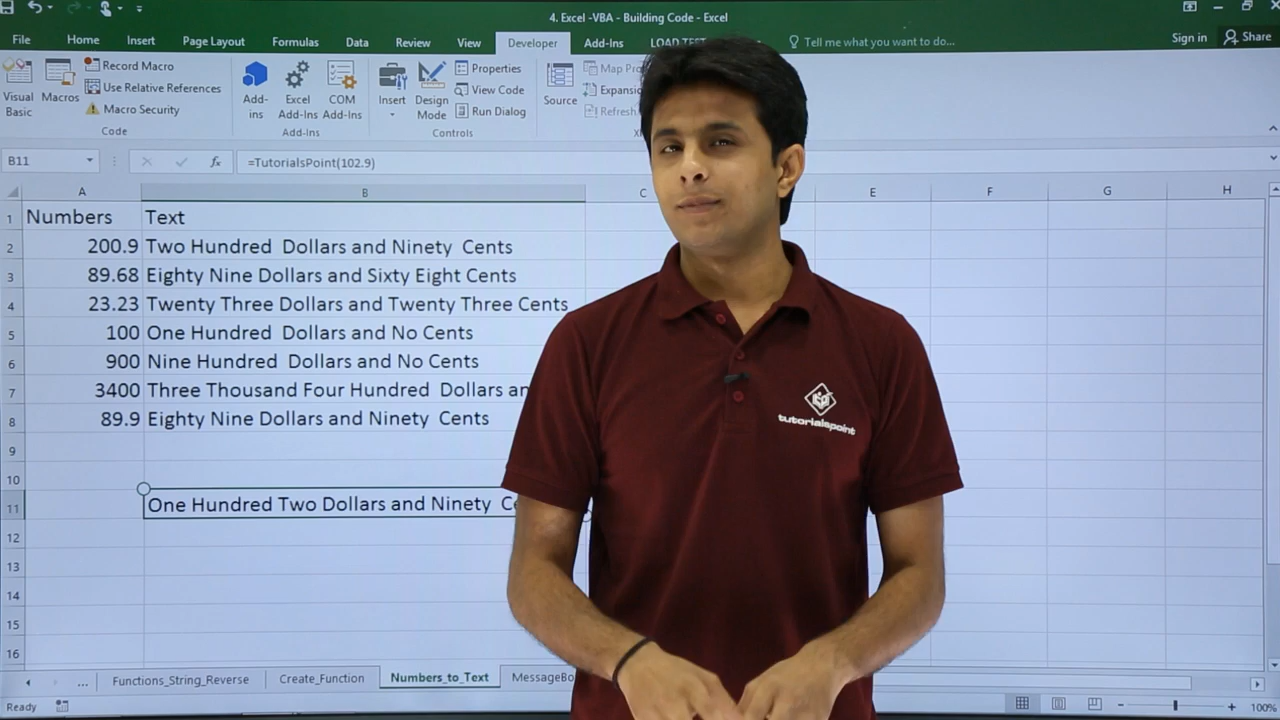 4. Excel -VBA - Building Code - Excel
File Home Insert Page Layout Formulas Data Review View Developer Add-Ins LOAD TEST Tell me what you want to do... Sign in Share
Visual Basic
Macros
Record Macro
Use Relative References
Macro Security
Code
Add-ins
Excel Add-Ins
COM Add-Ins
Add-Ins
Insert
Design Mode
Properties
View Code
Run Dialog
Controls
Source
Map
Refresh
B11 fx =TutorialsPoint(102.9)
A B C E F G H
1 Numbers Text
2 200.9 Two Hundred Dollars and Ninety Cents
3 89.68 Eighty Nine Dollars and Sixty Eight Cents
4 23.23 Twenty Three Dollars and Twenty Three Cents
5 100 One Hundred Dollars and No Cents
6 900 Nine Hundred Dollars and No Cents
7 3400 Three Thousand Four Hundred Dollars an
8 89.9 Eighty Nine Dollars and Ninety Cents
9
10
11 One Hundred Two Dollars and Ninety
12
13
14
15
16
tutorialspoint
... Functions_String_Reverse Create_Function Numbers_to_Text MessageBo
Ready 100%